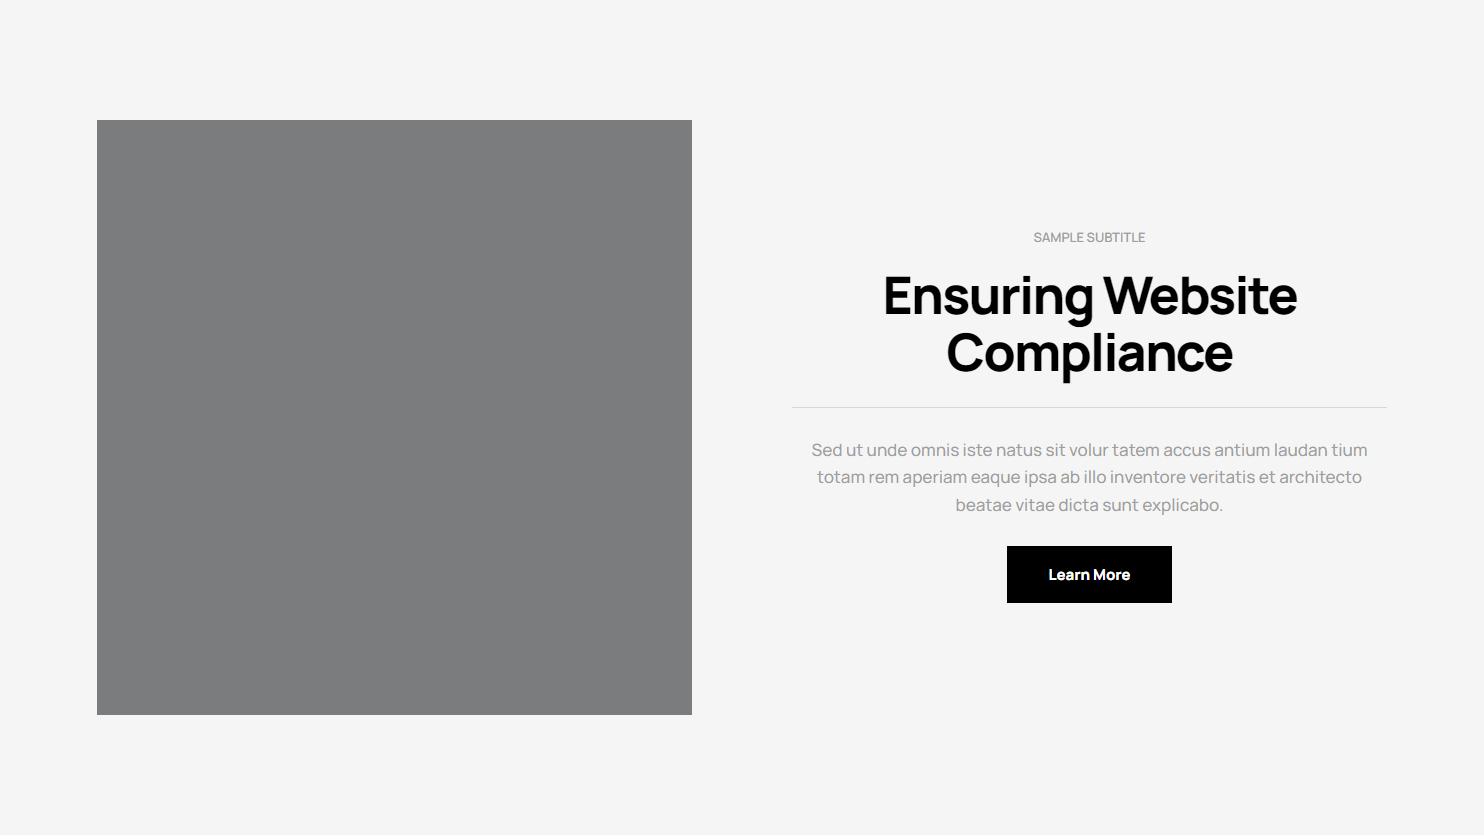 SAMPLE SUBTITLE
Ensuring Website
Compliance
Sed ut unde omnis iste natus sit volur tatem accus antium laudan tium
totam rem aperiam eaque ipsa ab illo inventore veritatis et architecto
beatae vitae dicta sunt explicabo.
Learn More